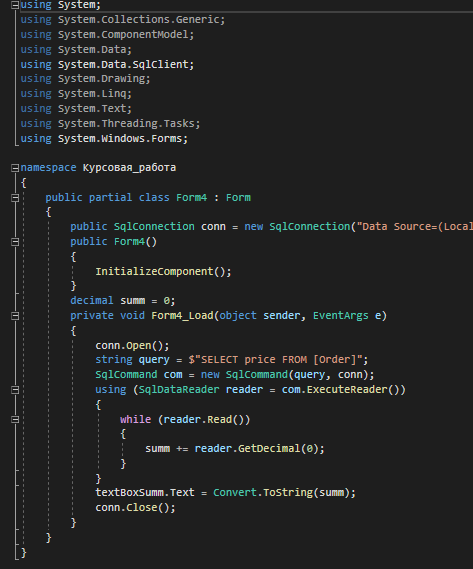 using System;
using System.Collections.Generic;
using System.ComponentModel;
using System.Data;
using System.Data.SqlClient;
using System.Drawing;
using System.Linq;
using System.Text;
using System.Threading.Tasks;
using System.Windows.Forms;
namespace Курсовая_работа
{
public partial class Form4 : Form
{
public SqlConnection conn = new SqlConnection("Data Source=(Local
public Form4()
{
InitializeComponent();
}
decimal summ = 0;
private void Form4_Load(object sender, EventArgs e)
{
conn.Open();
string query = $"SELECT price FROM [Order]";
SqlCommand com = new SqlCommand(query, conn);
using (SqlDataReader reader = com.ExecuteReader())
{
while (reader.Read())
{
summ += reader.GetDecimal(0);
}
}
textBoxSumm.Text = Convert.ToString(summ);
conn.Close();
}
}
}